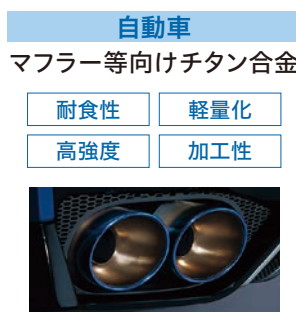 自動車
マフラー等向けチタン合金
耐食性 軽量化
高強度 加工性